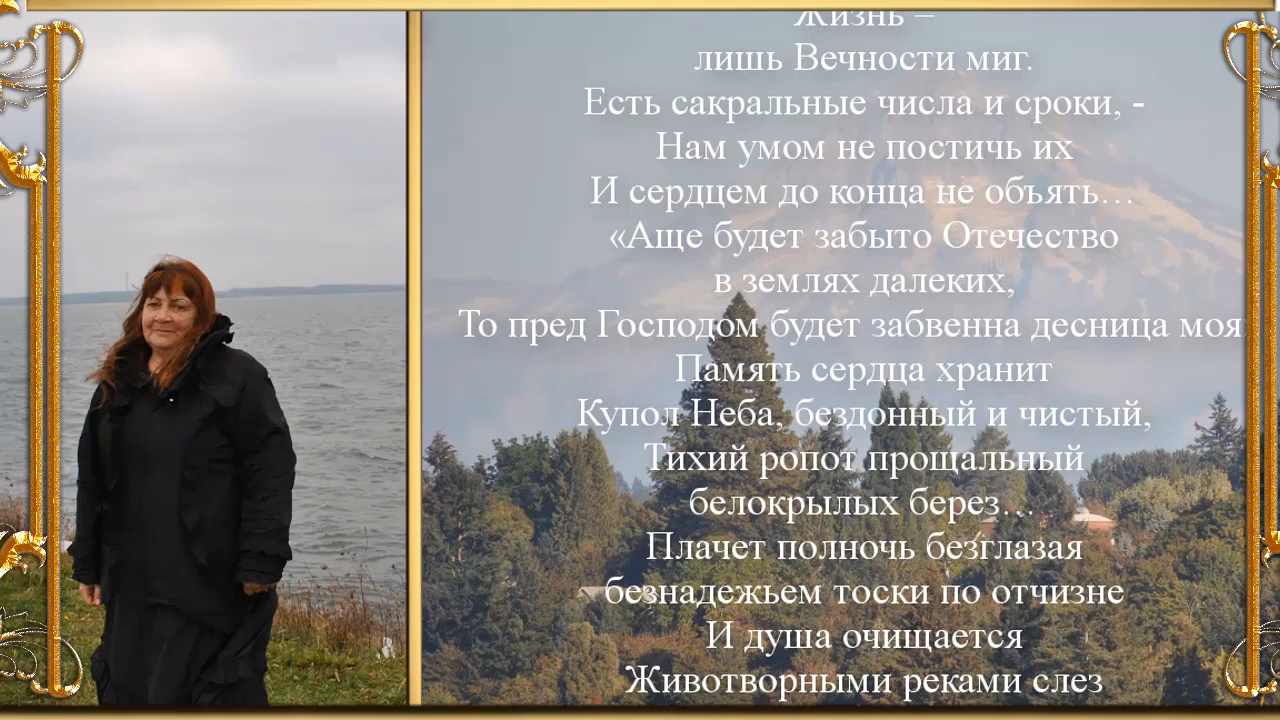 Жизнь –
лишь Вечности миг.
Есть сакральные числа и сроки, -
Нам умом не постичь их
И сердцем до конца не объять…
«Аще будет забыто Отечество
в землях далеких,
То пред Господом будет забвенна десница моя
Память сердца хранит
Купол Неба, бездонный и чистый,
Тихий ропот прощальный
белокрылых берез…
Плачет полночь безглазая
безнадежьем тоски по отчизне
И душа очищается
Животворными реками слез